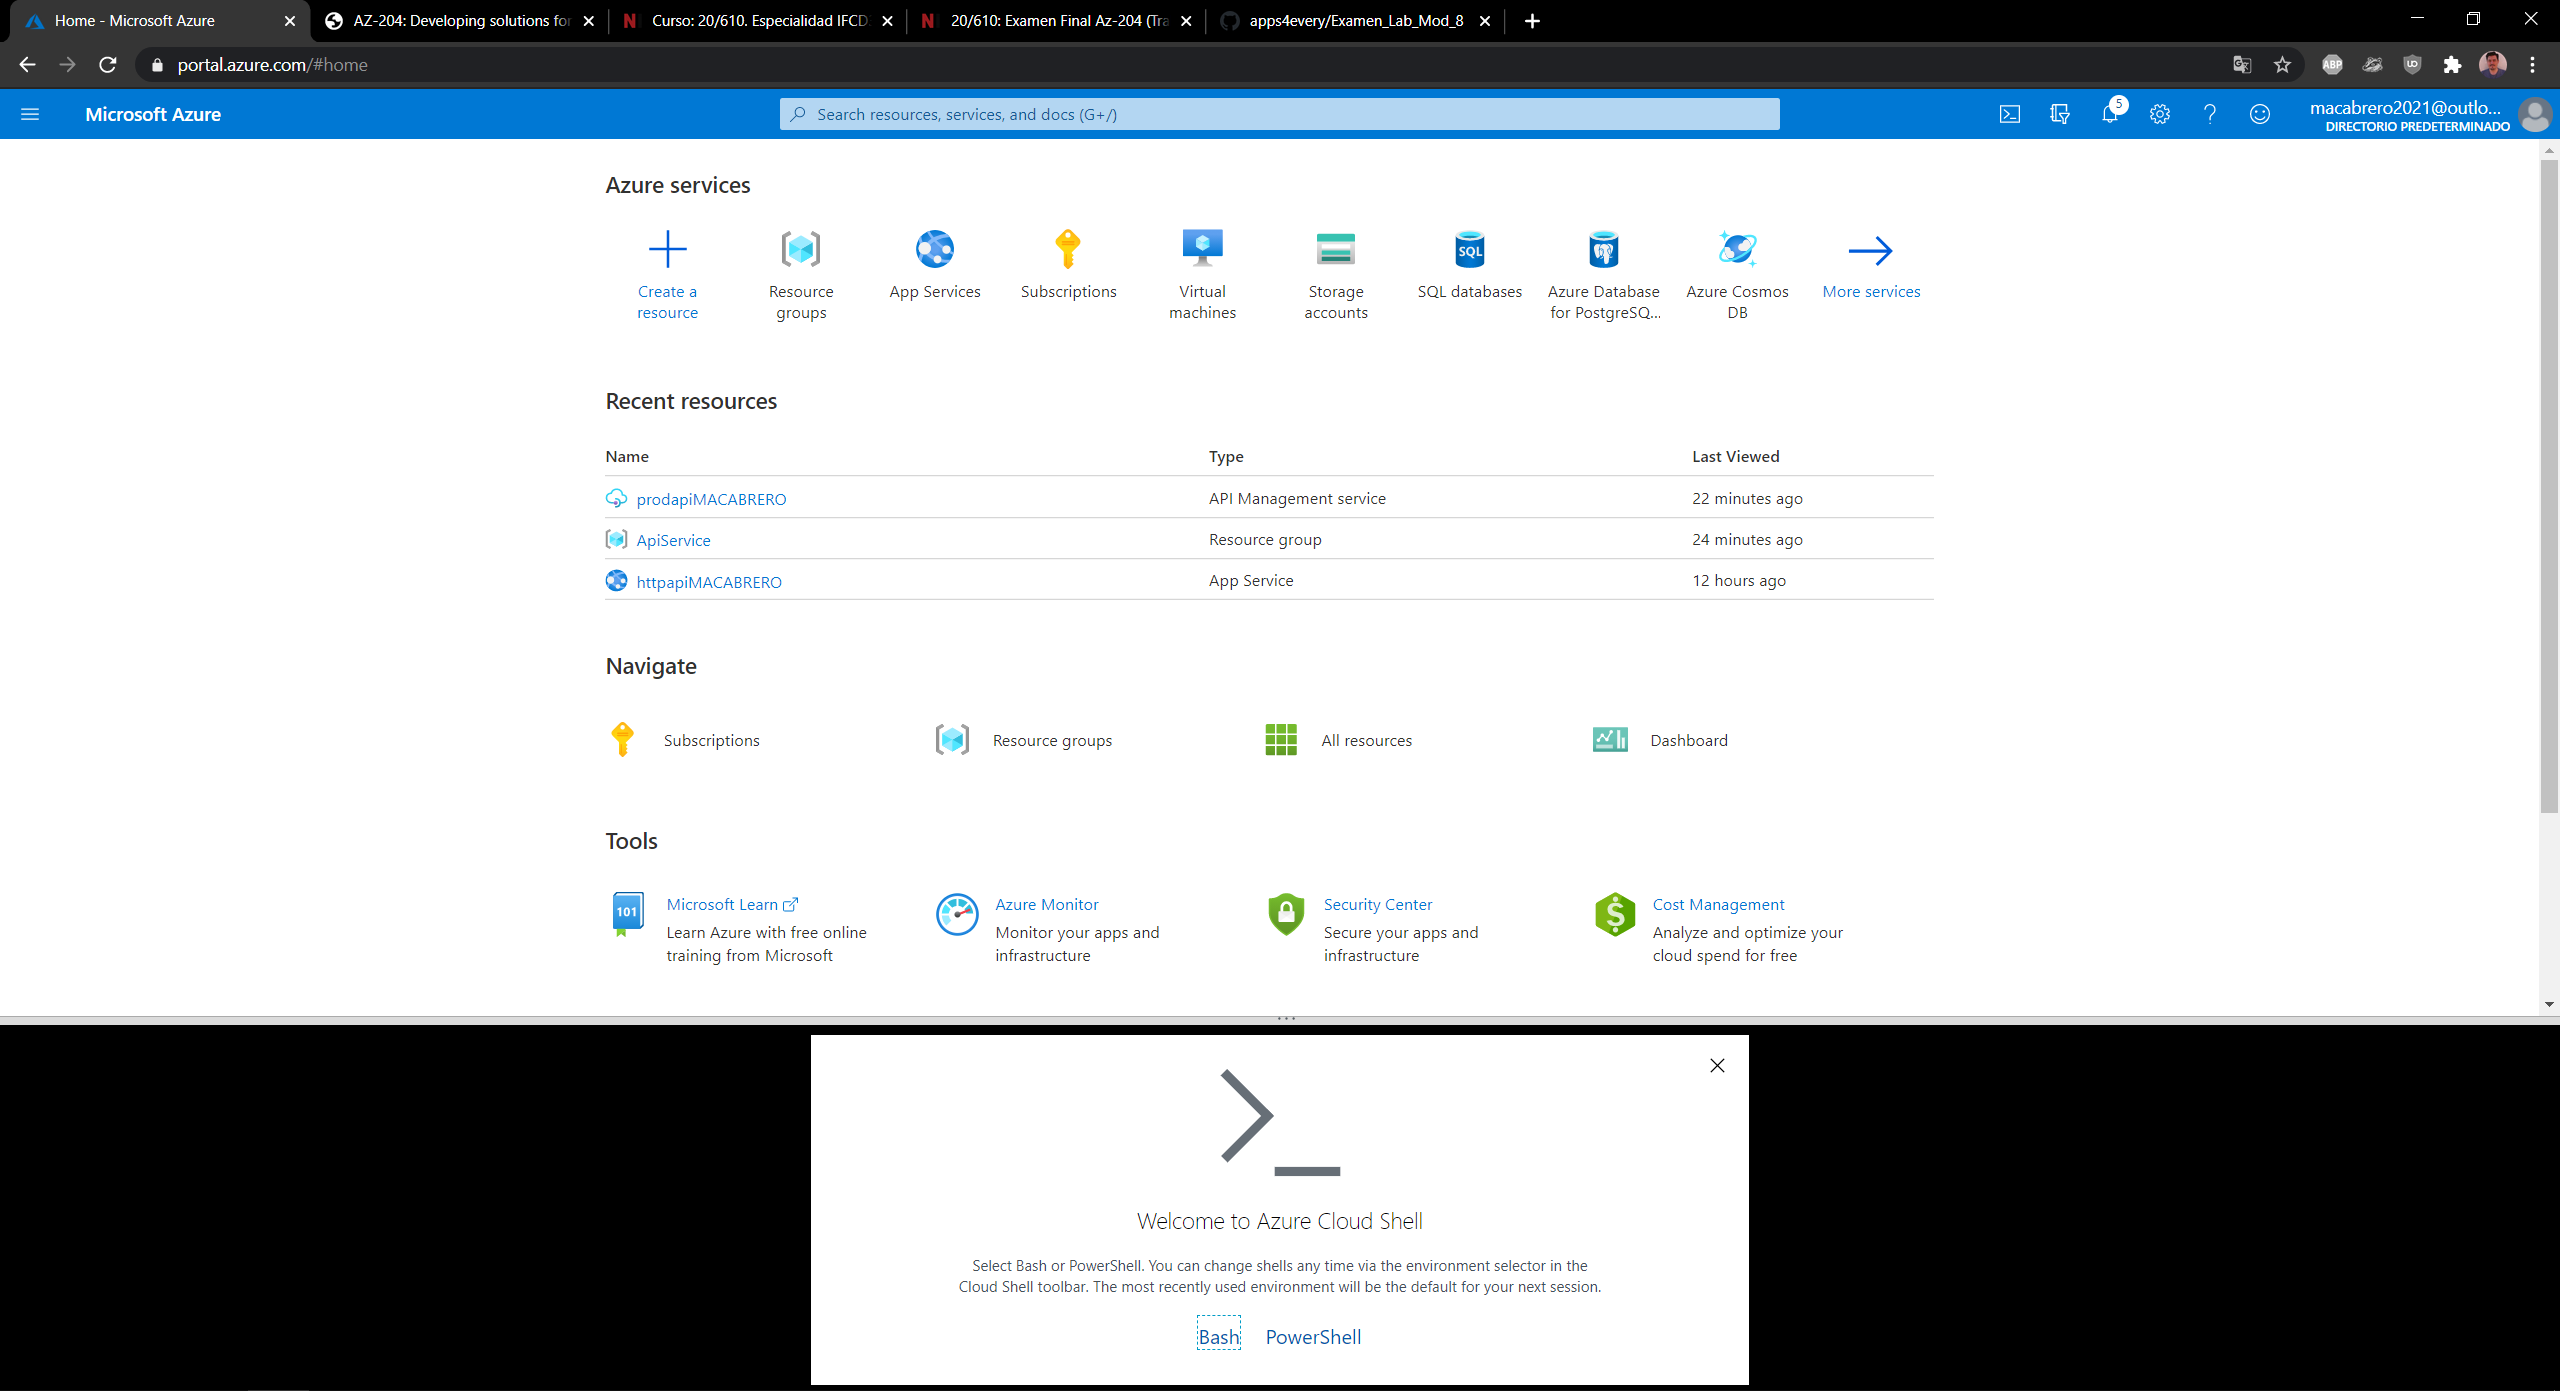 Home - Microsoft Azure
AZ-204: Developing solutions for
Curso: 20/610. Especialidad IFCD
20/610: Examen Final Az-204 (Tra
apps4every/Examen_Lab_Mod_8
portal.azure.com/#home
ABP
Microsoft Azure
Search resources, services, and docs (G+/)
5
macabrero2021@outlo...
DIRECTORIO PREDETERMINADO
Azure services
Create a resource
Resource groups
App Services
Subscriptions
Virtual machines
Storage accounts
SQL
SQL databases
Azure Database for PostgreSQ...
Azure Cosmos DB
More services
Recent resources
Name Type Last Viewed
prodapiMACABRERO API Management service 22 minutes ago
ApiService Resource group 24 minutes ago
httpapiMACABRERO App Service 12 hours ago
Navigate
Subscriptions
Resource groups
All resources
Dashboard
Tools
101
Microsoft Learn
Learn Azure with free online
training from Microsoft
Azure Monitor
Monitor your apps and
infrastructure
Security Center
Secure your apps and
infrastructure
Cost Management
Analyze and optimize your
cloud spend for free
Welcome to Azure Cloud Shell
Select Bash or PowerShell. You can change shells any time via the environment selector in the
Cloud Shell toolbar. The most recently used environment will be the default for your next session.
Bash PowerShell